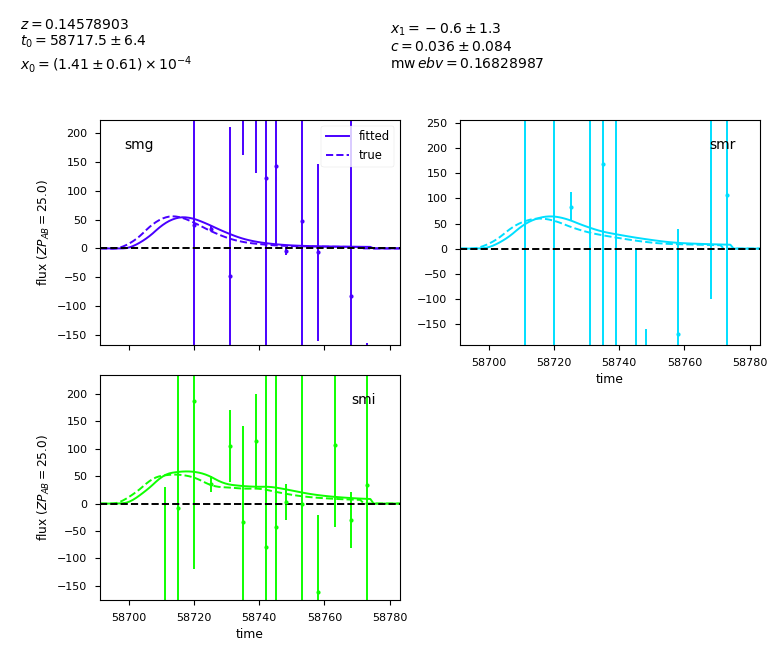 z = 0.14578903
t₀ = 58717.5 ± 6.4
x₀ = (1.41 ± 0.61) × 10⁻⁴
x₁ = −0.6 ± 1.3
c = 0.036 ± 0.084
mw ebv = 0.16828987
smg
fitted
true
flux (ZP_AB = 25.0)
200
150
100
50
0
−50
−100
−150
smr
250
200
150
100
50
0
−50
−100
−150
58700 58720 58740 58760 58780
time
smi
flux (ZP_AB = 25.0)
200
150
100
50
0
−50
−100
−150
58700 58720 58740 58760 58780
time